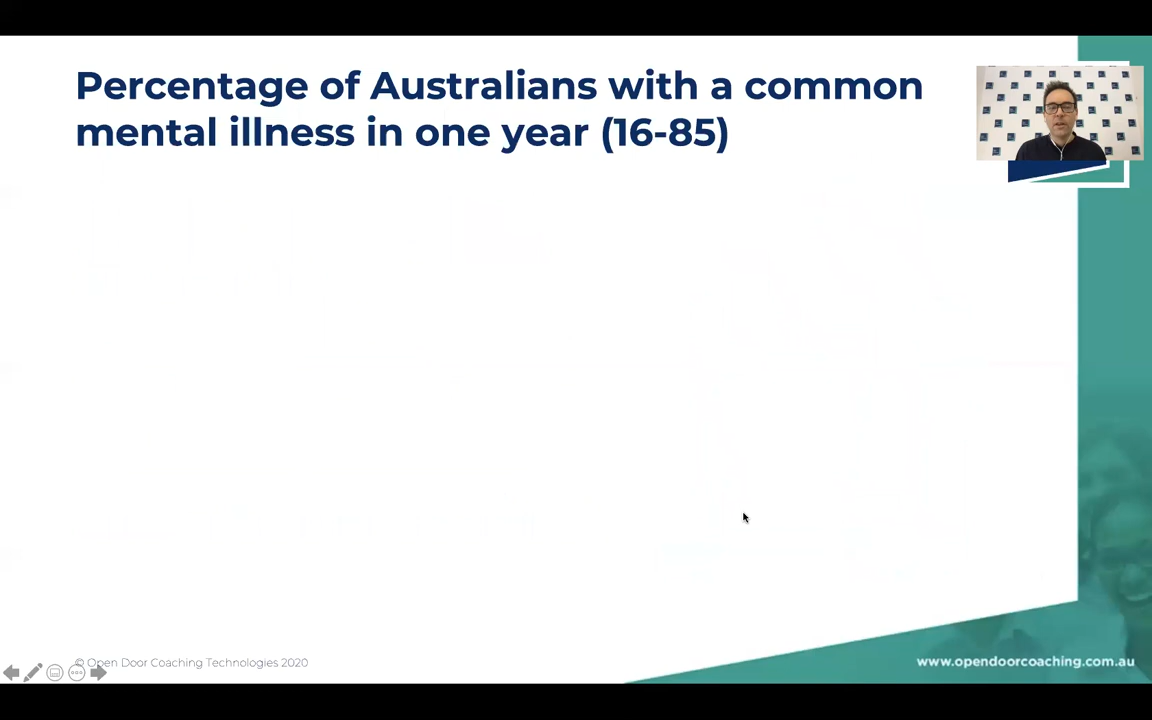 Percentage of Australians with a common
mental illness in one year (16-85)
© Open Door Coaching Technologies 2020
www.opendoorcoaching.com.au